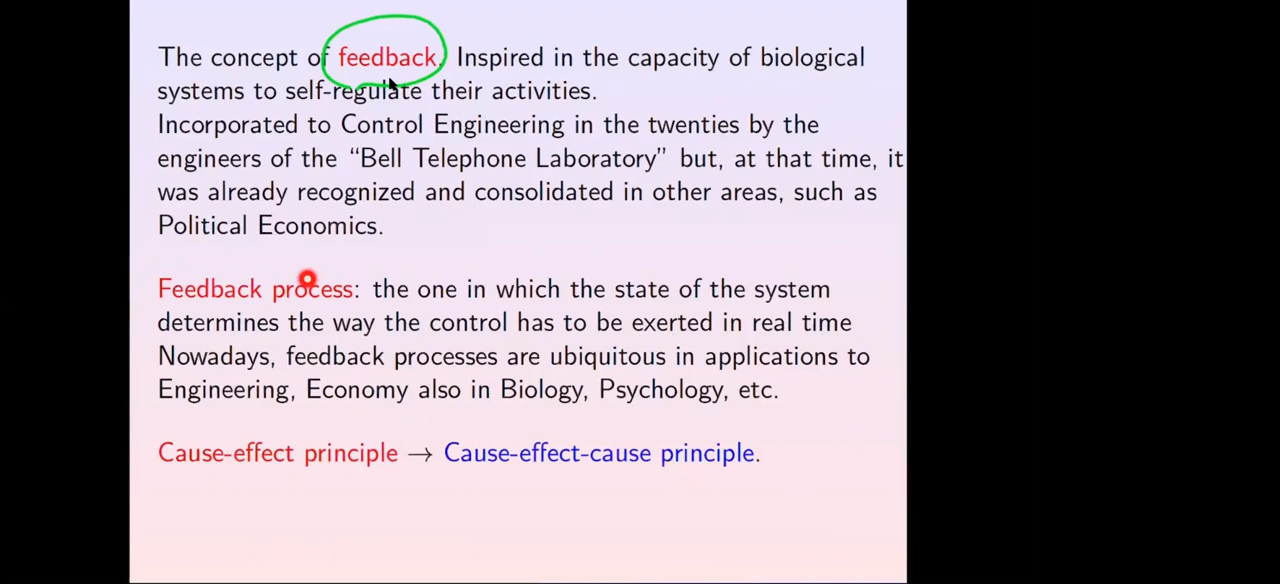 The concept of feedback. Inspired in the capacity of biological
systems to self-regulate their activities.
Incorporated to Control Engineering in the twenties by the
engineers of the “Bell Telephone Laboratory” but, at that time, it
was already recognized and consolidated in other areas, such as
Political Economics.
Feedback process: the one in which the state of the system
determines the way the control has to be exerted in real time
Nowadays, feedback processes are ubiquitous in applications to
Engineering, Economy also in Biology, Psychology, etc.
Cause-effect principle → Cause-effect-cause principle.